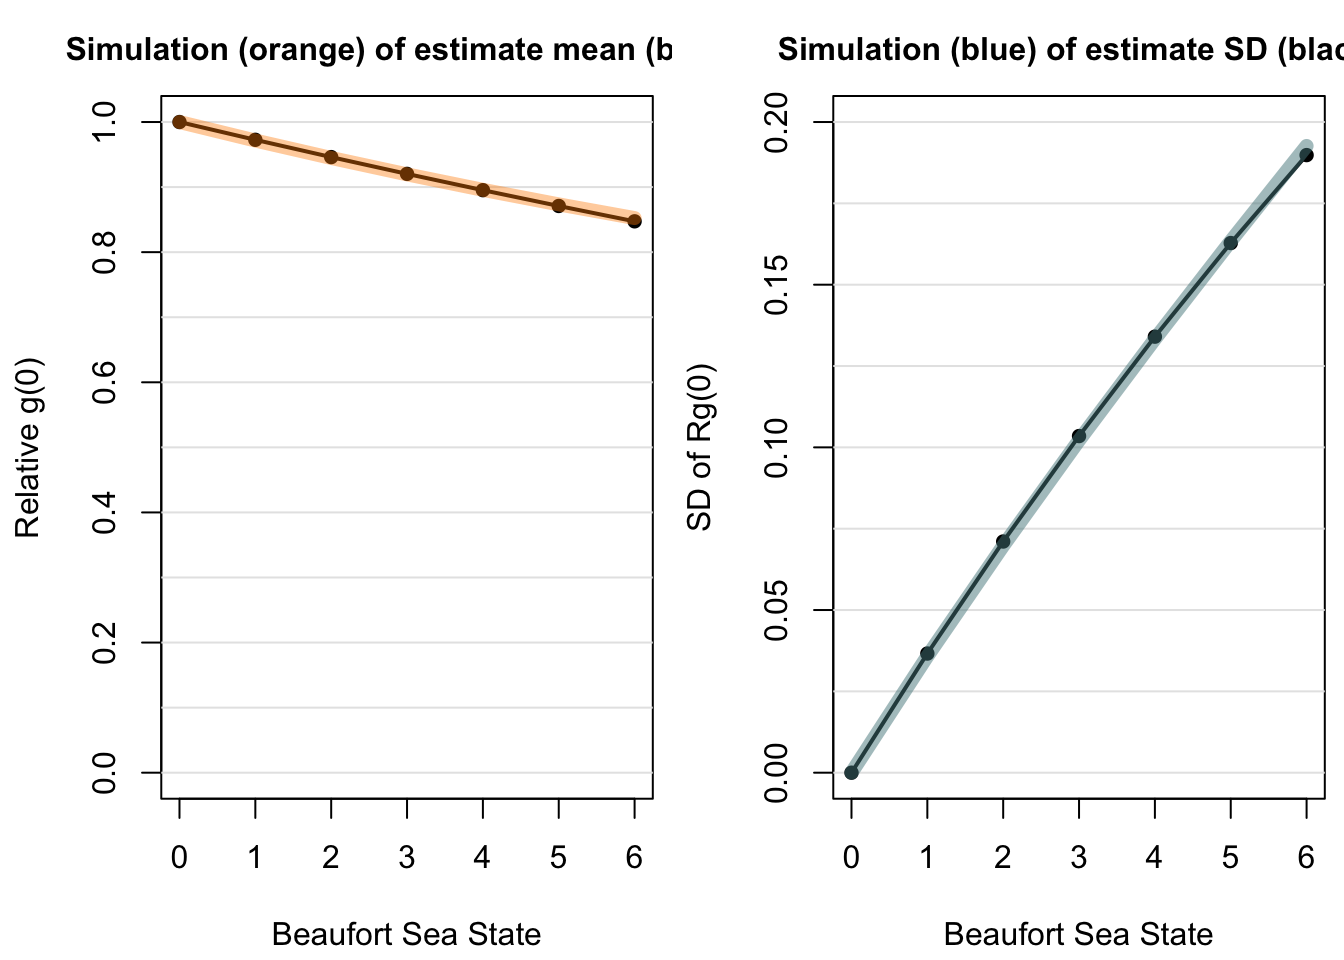 Simulation (orange) of estimate mean (b
Relative g(0)
1.0
0.8
0.6
0.4
0.2
0.0
0 1 2 3 4 5 6
Beaufort Sea State
Simulation (blue) of estimate SD (blac
SD of Rg(0)
0.20
0.15
0.10
0.05
0.00
0 1 2 3 4 5 6
Beaufort Sea State